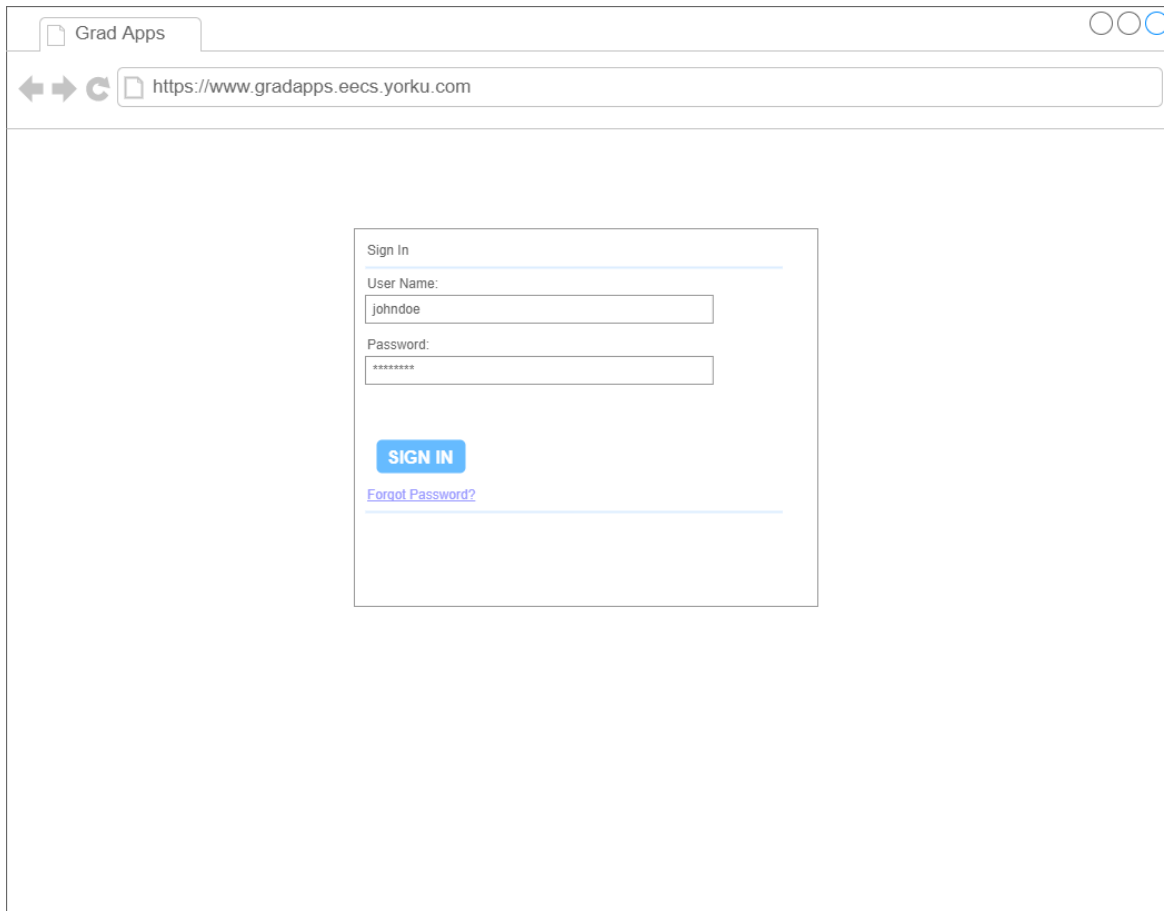 Grad Apps
https://www.gradapps.eecs.yorku.com
Sign In
User Name:
johndoe
Password:
********
SIGN IN
Forgot Password?